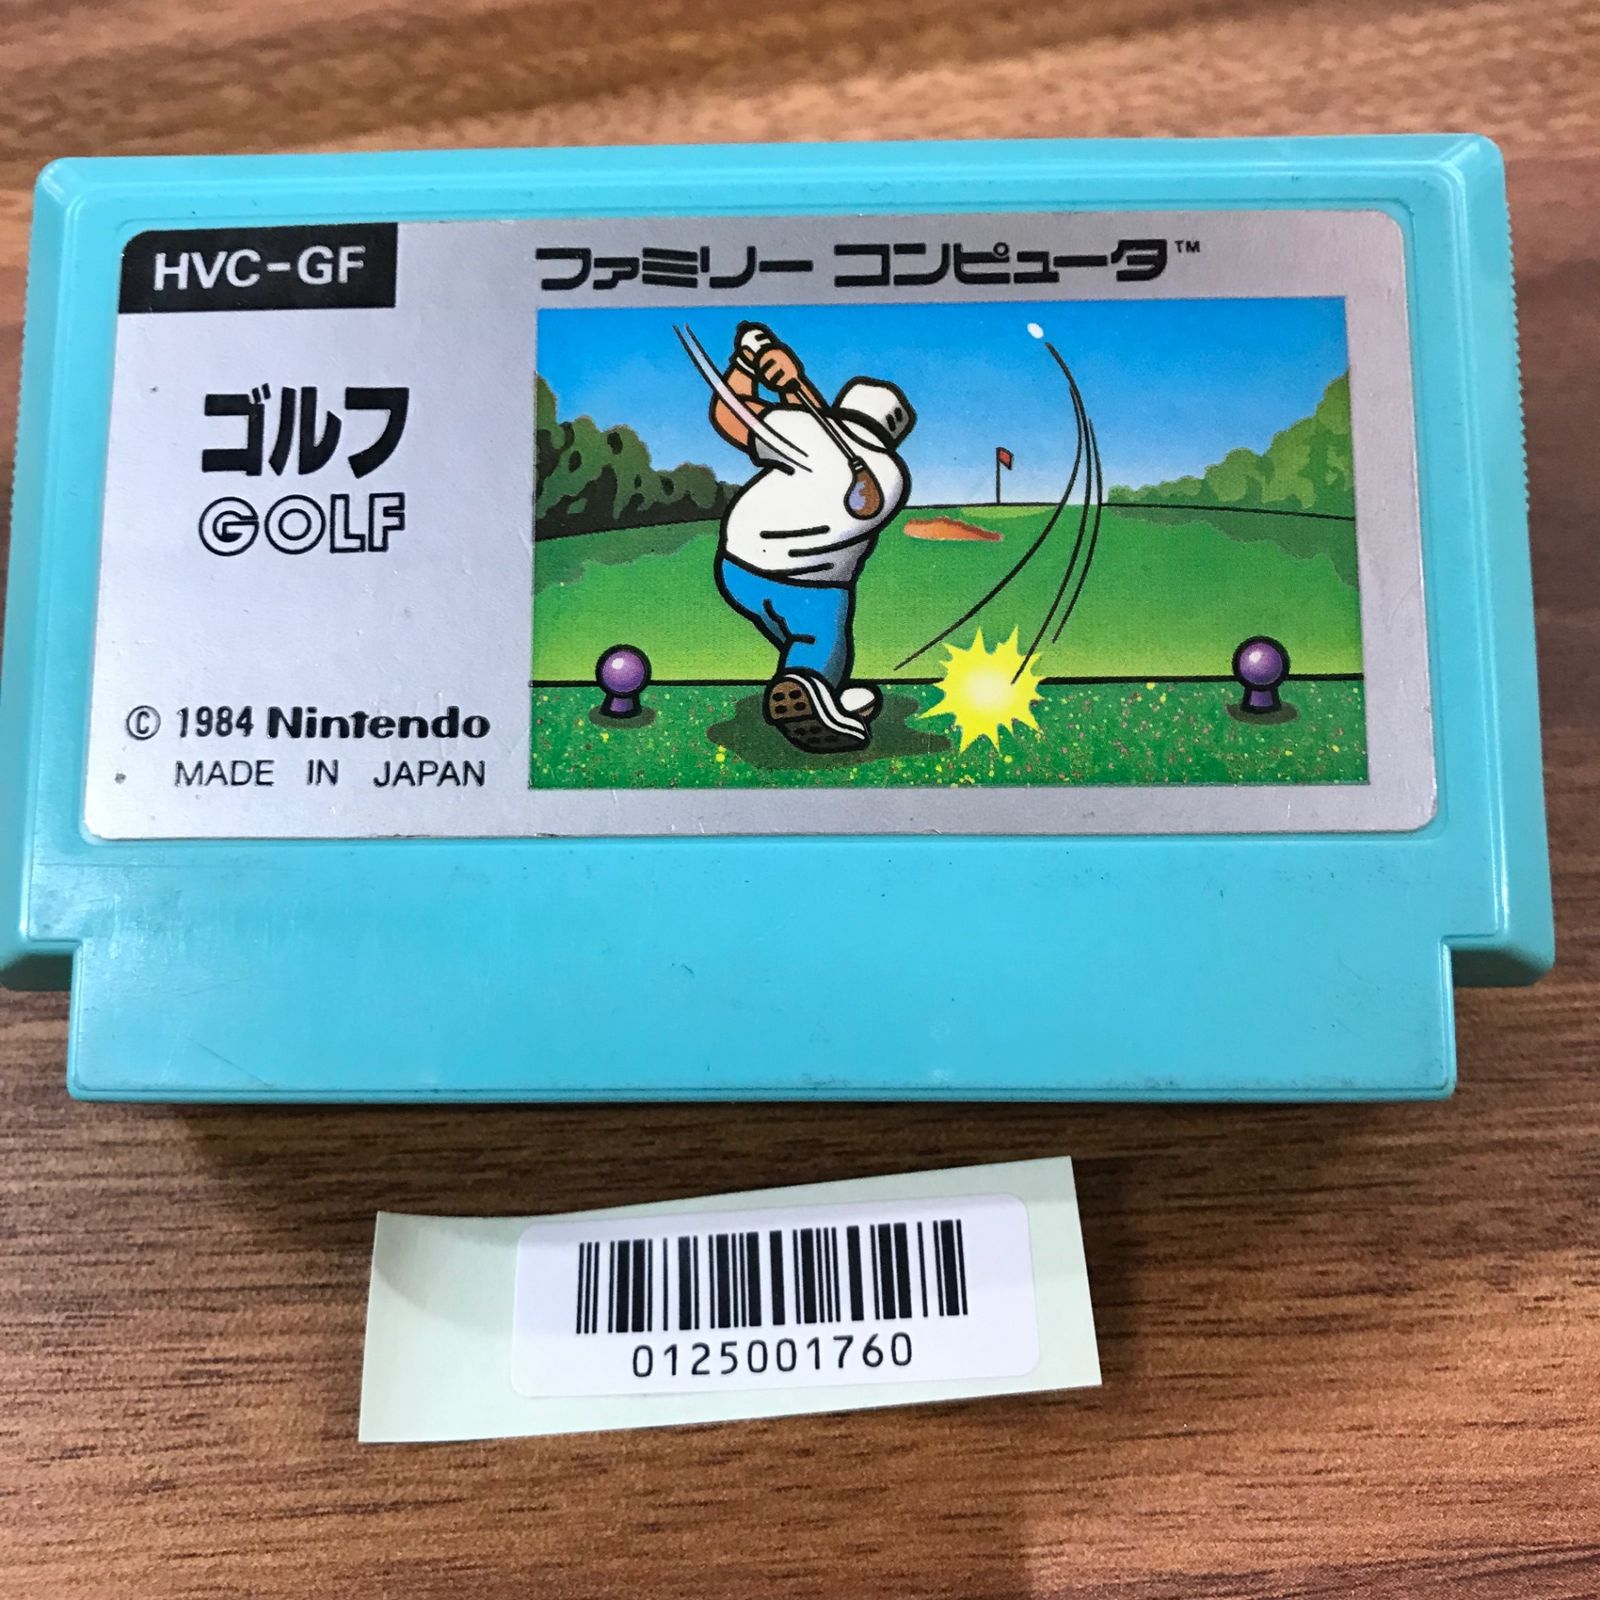 HVC-GF
ファミリー コンピュータ™
ゴルフ
GOLF
© 1984 Nintendo
MADE IN JAPAN
0125001760